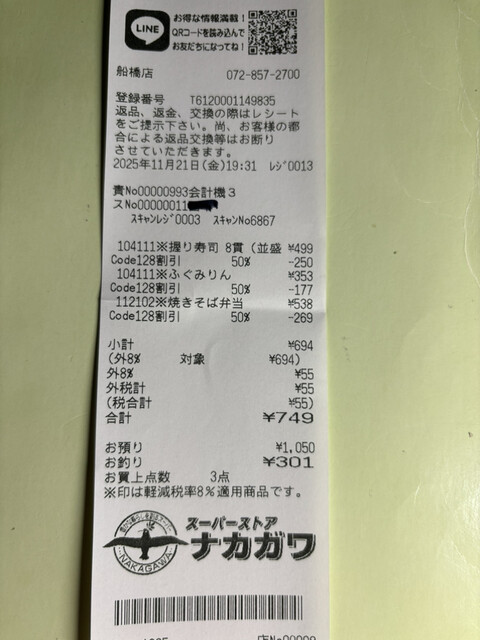 お得な情報満載!
LINE
QRコードを読み込んで
お友だちになってね!
船橋店 072-857-2700
登録番号 T6120001149835
返品、返金、交換の際はレシート
をご提示下さい。尚、お客様の都
合による返品交換等はお断り
させていただきます。
2025年11月21日(金)19:31 レジ0013
責No00000993会計機3
スNo00000011
スキャンレジ0003 スキャンNo6867
104111※握り寿司 8貫(並盛 ¥499
Code128割引 50% -250
104111※ふぐみりん ¥353
Code128割引 50% -177
112102※焼きそば弁当 ¥538
Code128割引 50% -269
小計 ¥694
(外8% 対象 ¥694)
外8% ¥55
外税計 ¥55
(税合計 ¥55)
合計 ¥749
お預り ¥1,050
お釣り ¥301
お買上点数 3点
※印は軽減税率8%適用商品です。
スーパーストア
ナカガワ
NAKAGAWA